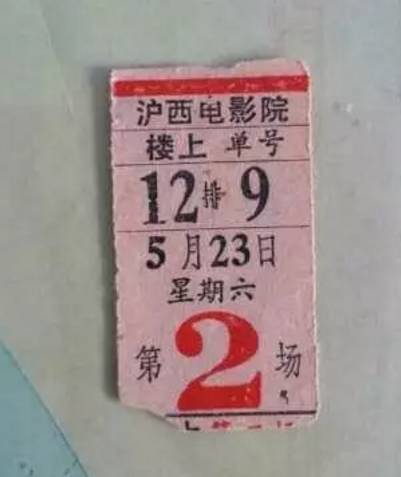 沪西电影院
楼上 单号
12排9
5月23日
星期六
第2场